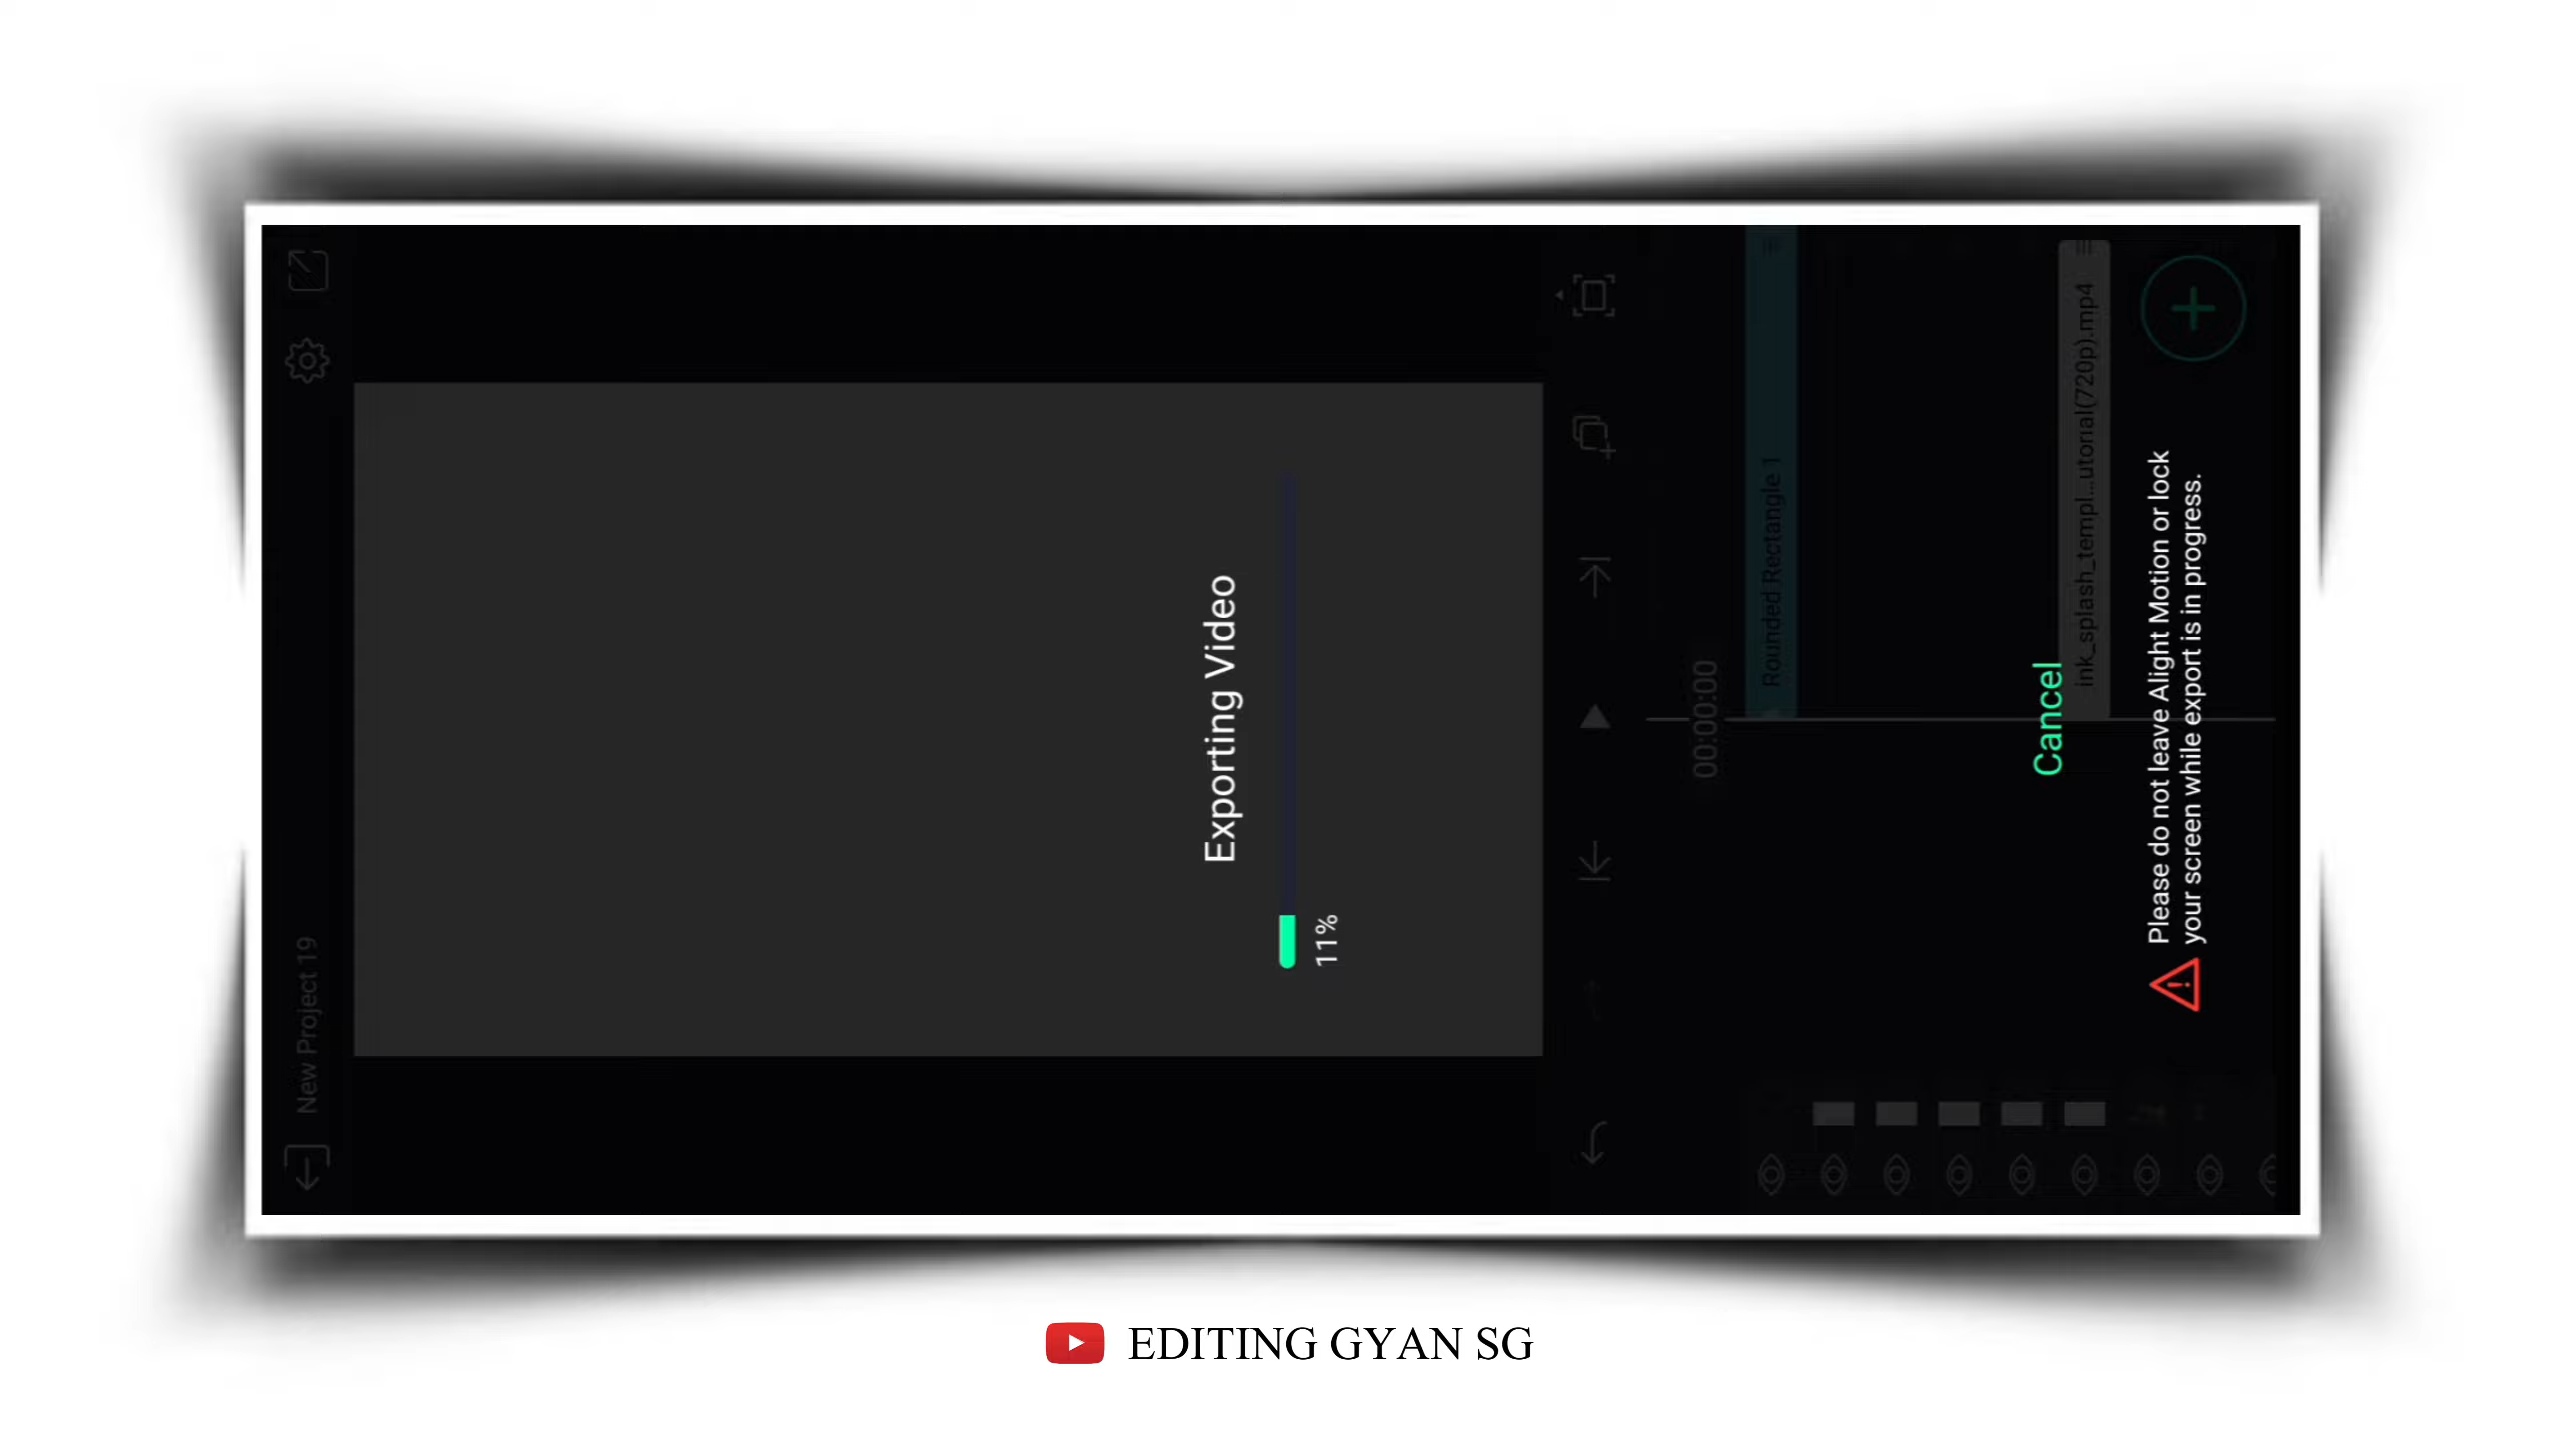 New Project 19
Exporting Video
11%
00:00:00
Rounded Rectangle 1
Cancel
ink_splash_templ...utorial(720p).mp4
Please do not leave Alight Motion or lock
your screen while export is in progress.
EDITING GYAN SG